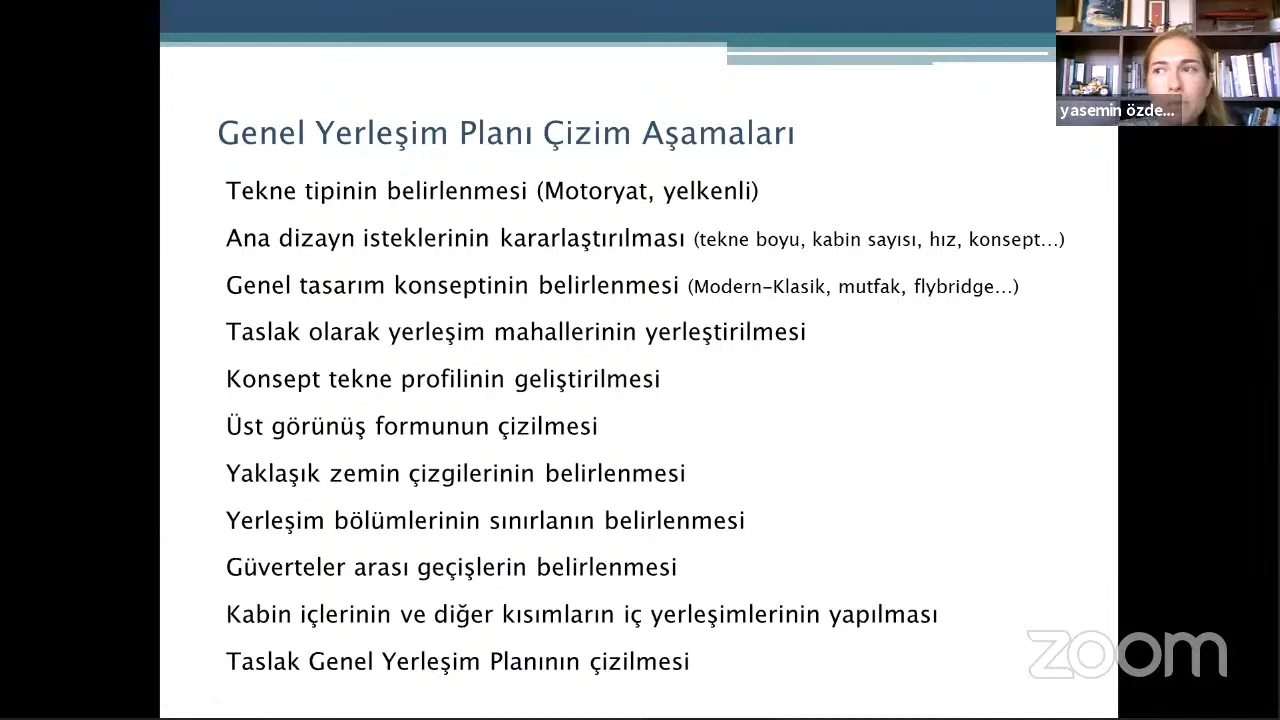 yasemin özde...
Genel Yerleşim Planı Çizim Aşamaları
Tekne tipinin belirlenmesi (Motoryat, yelkenli)
Ana dizayn isteklerinin kararlaştırılması (tekne boyu, kabin sayısı, hız, konsept...)
Genel tasarım konseptinin belirlenmesi (Modern-Klasik, mutfak, flybridge...)
Taslak olarak yerleşim mahallerinin yerleştirilmesi
Konsept tekne profilinin geliştirilmesi
Üst görünüş formunun çizilmesi
Yaklaşık zemin çizgilerinin belirlenmesi
Yerleşim bölümlerinin sınırlanın belirlenmesi
Güverteler arası geçişlerin belirlenmesi
Kabin içlerinin ve diğer kısımların iç yerleşimlerinin yapılması
Taslak Genel Yerleşim Planının çizilmesi
zoom